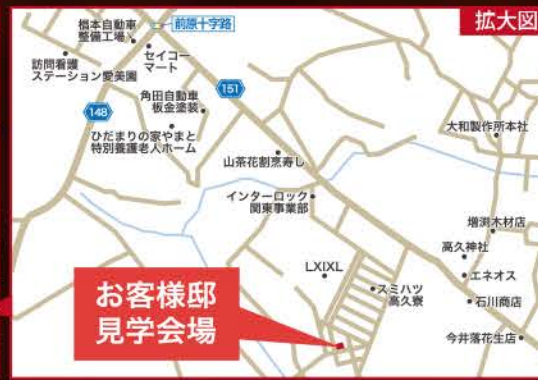 拡大図
椙本自動車
整備工場
前原十字路
セイコー
マート
訪問看護
ステーション愛美園
角田自動車
板金塗装
151
148
ひだまりの家やまと
特別養護老人ホーム
大和製作所本社
山茶花割烹寿し
インターロック
関東事業部
増渕木材店
高久神社
LXIXL
エネオス
スミハツ
高久寮
石川商店
お客様邸
見学会場
今井落花生店